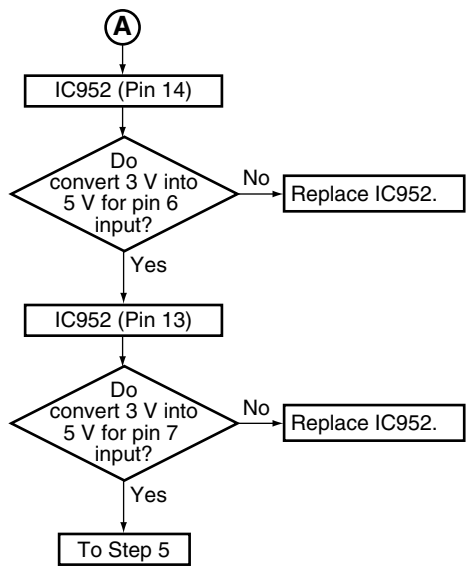 A
IC952 (Pin 14)
Do
convert 3 V into
5 V for pin 6
input?
No
Replace IC952.
Yes
IC952 (Pin 13)
Do
convert 3 V into
5 V for pin 7
input?
No
Replace IC952.
Yes
To Step 5